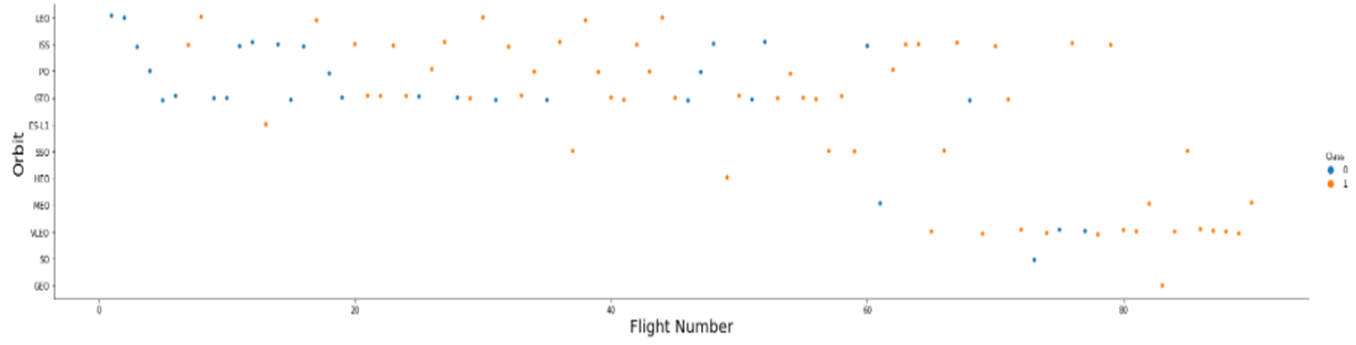 LEO
ISS
PO
GTO
ES-L1
SSO
HEO
MEO
VLEO
SO
GEO
Orbit
0 20 40 60 80
Flight Number
Class
0
1